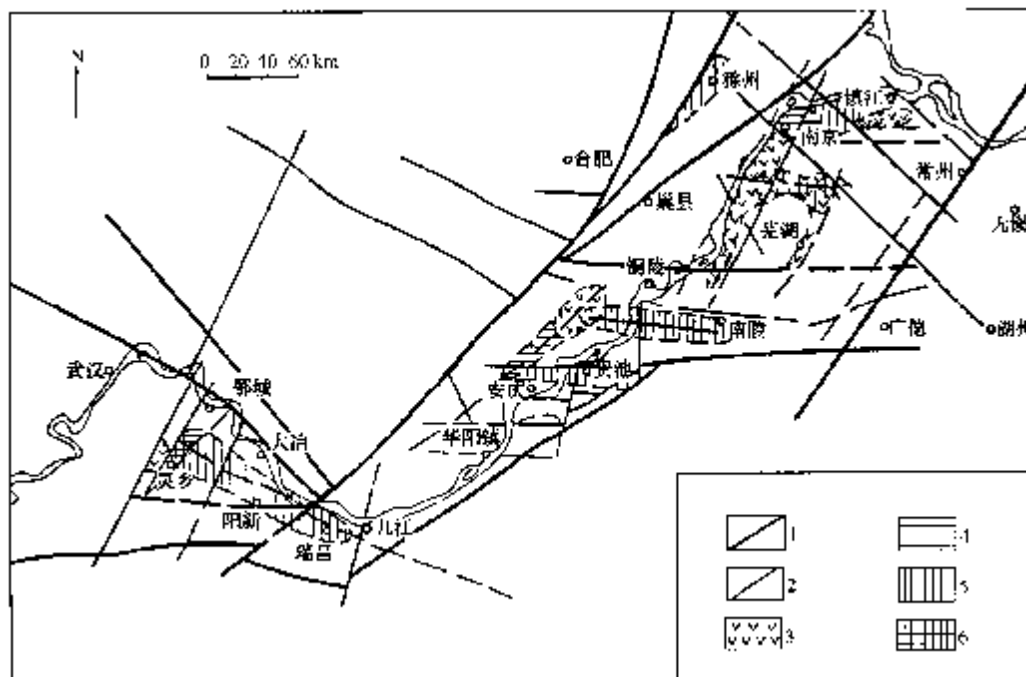 N
0 20 40 60 km
滁州
镇江
南京
合肥
常州
巢县
芜湖
铜陵
南陵
广德
湖州
武汉
鄂城
贵池
安庆
大冶
华阳镇
灵乡
阳新
九江
瑞昌
1
2
3
4
5
6